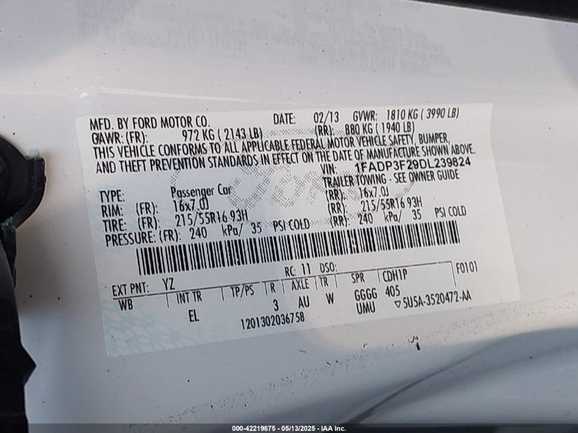 MFD. BY FORD MOTOR CO. DATE: 02/13 GVWR: 1810 KG ( 3990 LB)
GAWR: (FR): 972 KG ( 2143 LB) (RR): 880 KG ( 1940 LB)
THIS VEHICLE CONFORMS TO ALL APPLICABLE FEDERAL MOTOR VEHICLE SAFETY, BUMPER,
AND THEFT PREVENTION STANDARDS IN EFFECT ON THE DATE OF MANUFACTURE SHOWN ABOVE.
VIN: 1FADP3F29DL239824
TYPE: Passenger Car TRAILER TOWING - SEE OWNER GUIDE
RIM: (FR): 16x7.0J (RR): 16x7.0J
TIRE: (FR): 215/55R16 93H (RR): 215/55R16 93H
PRESSURE: (FR): 240 kPa/ 35 PSI COLD (RR): 240 kPa/ 35 PSI COLD
F0101
RC: 11 DSO:
EXT PNT: YZ
WB INT TR TP/PS R AXLE TR SPR CDH1P
EL 3 AU W GGGG 405
1201302036758 UMU ▽ 5U5A-3520472-AA
000-42219675 - 05/13/2025 - IAA Inc.